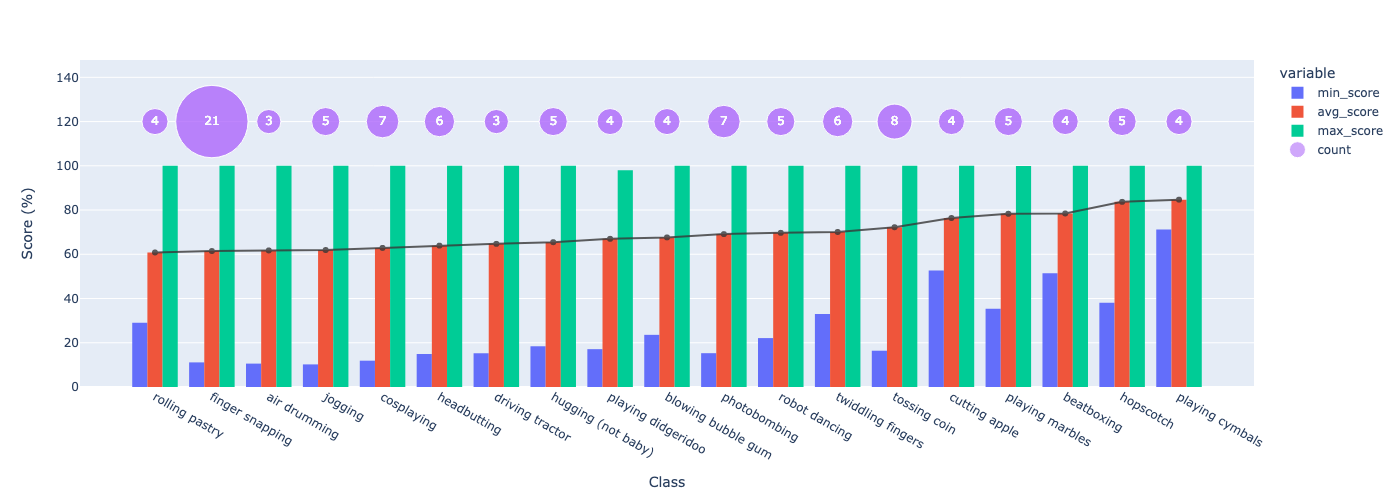 variable
min_score
avg_score
max_score
count
Score (%)
140
120
100
80
60
40
20
0
4
21
3
5
7
6
3
5
4
4
7
5
6
8
4
5
4
5
4
rolling pastry
finger snapping
air drumming
jogging
cosplaying
headbutting
driving tractor
hugging (not baby)
playing didgeridoo
blowing bubble gum
photobombing
robot dancing
twiddling fingers
tossing coin
cutting apple
playing marbles
beatboxing
hopscotch
playing cymbals
Class